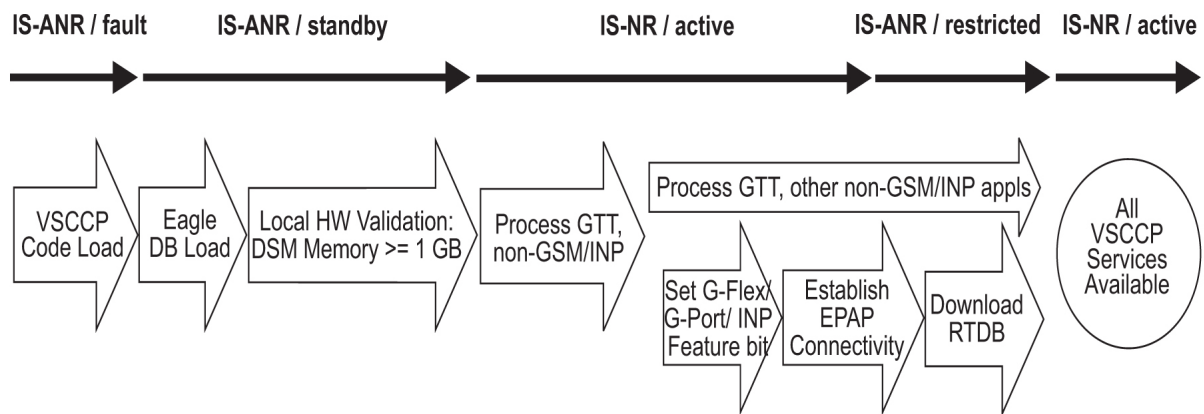 IS-ANR / fault
IS-ANR / standby
IS-NR / active
IS-ANR / restricted
IS-NR / active
VSCCP
Code Load
Eagle
DB Load
Local HW Validation:
DSM Memory >= 1 GB
Process GTT,
non-GSM/INP
Process GTT, other non-GSM/INP appls
Set G-Flex/
G-Port/ INP
Feature bit
Establish
EPAP
Connectivity
Download
RTDB
All
VSCCP
Services
Available